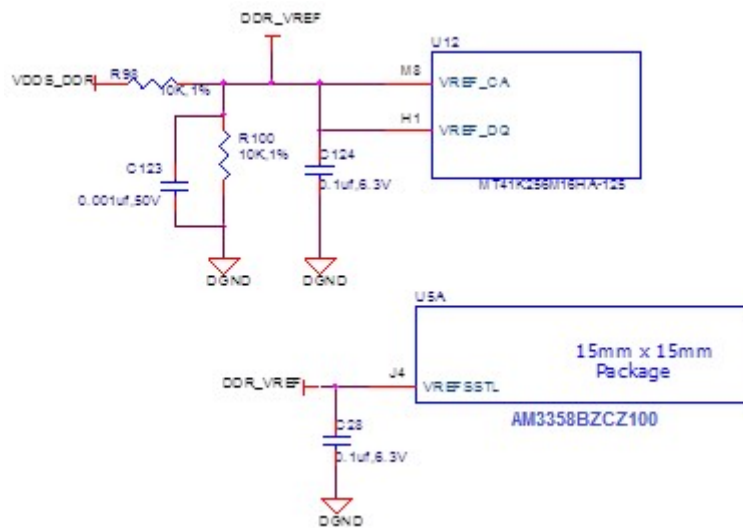 DDR_VREF
U12
VDDS_DDR
R98
10K,1%
M8
VREF_CA
H1
VREF_DQ
R100
10K,1%
C123
0.001uf,50V
C124
0.1uf,6.3V
MT41K256M16HA-125
DGND
DGND
U5A
15mm x 15mm
Package
DDR_VREF
J4
VREFSSTL
AM3358BZCZ100
C28
0.1uf,6.3V
DGND